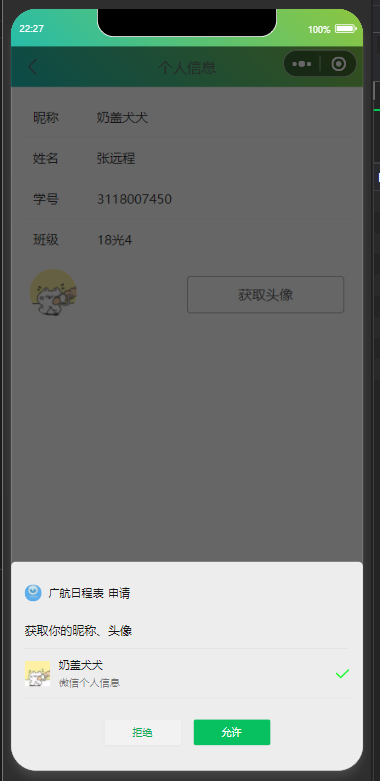 22:27
100%
个人信息
昵称 奶盖犬犬
姓名 张远程
学号 3118007450
班级 18光4
获取头像
广航日程表 申请
获取你的昵称、头像
奶盖犬犬
微信个人信息
拒绝 允许